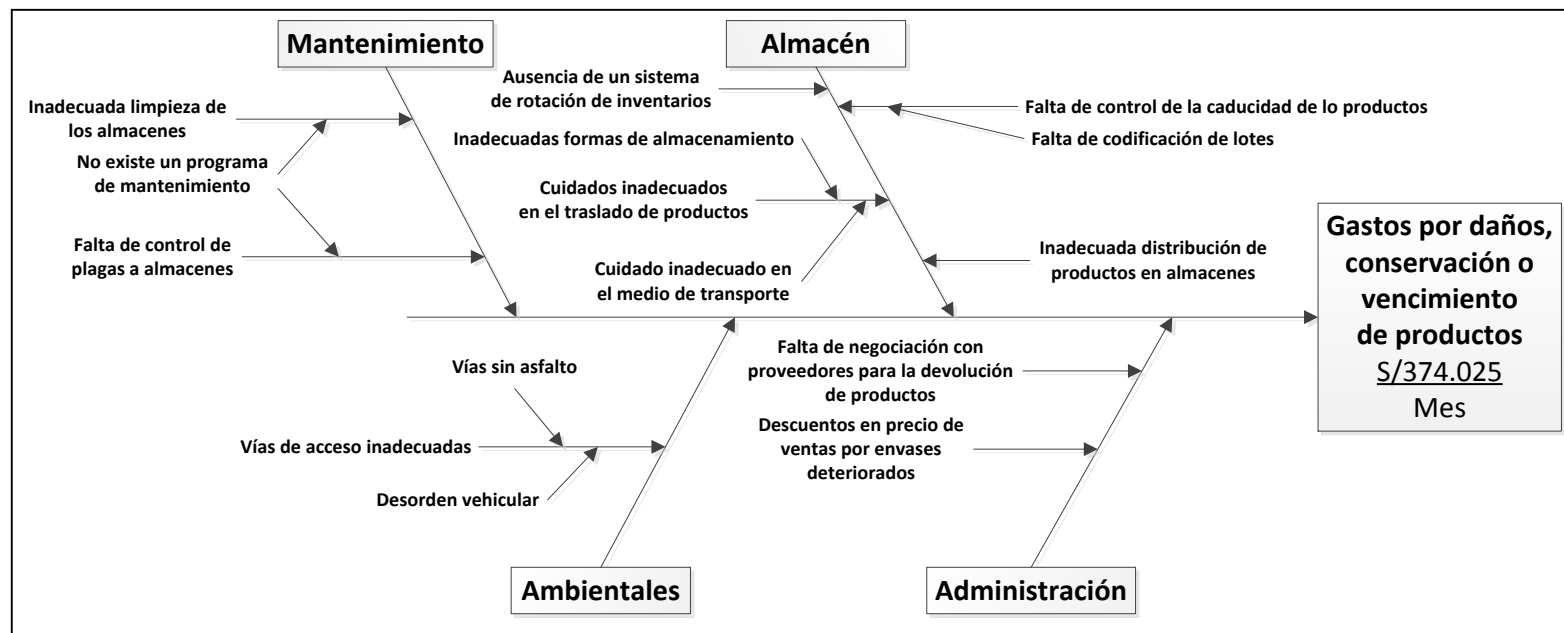 Mantenimiento
Almacén
Ausencia de un sistema
de rotación de inventarios
Inadecuada limpieza de
los almacenes
Falta de control de la caducidad de lo productos
Inadecuadas formas de almacenamiento
Falta de codificación de lotes
No existe un programa
de mantenimiento
Cuidados inadecuados
en el traslado de productos
Falta de control de
plagas a almacenes
Cuidado inadecuado en
el medio de transporte
Inadecuada distribución de
productos en almacenes
Gastos por daños,
conservación o
vencimiento
de productos
S/374.025
Mes
Vías sin asfalto
Falta de negociación con
proveedores para la devolución
de productos
Vías de acceso inadecuadas
Descuentos en precio de
ventas por envases
deteriorados
Desorden vehicular
Ambientales
Administración